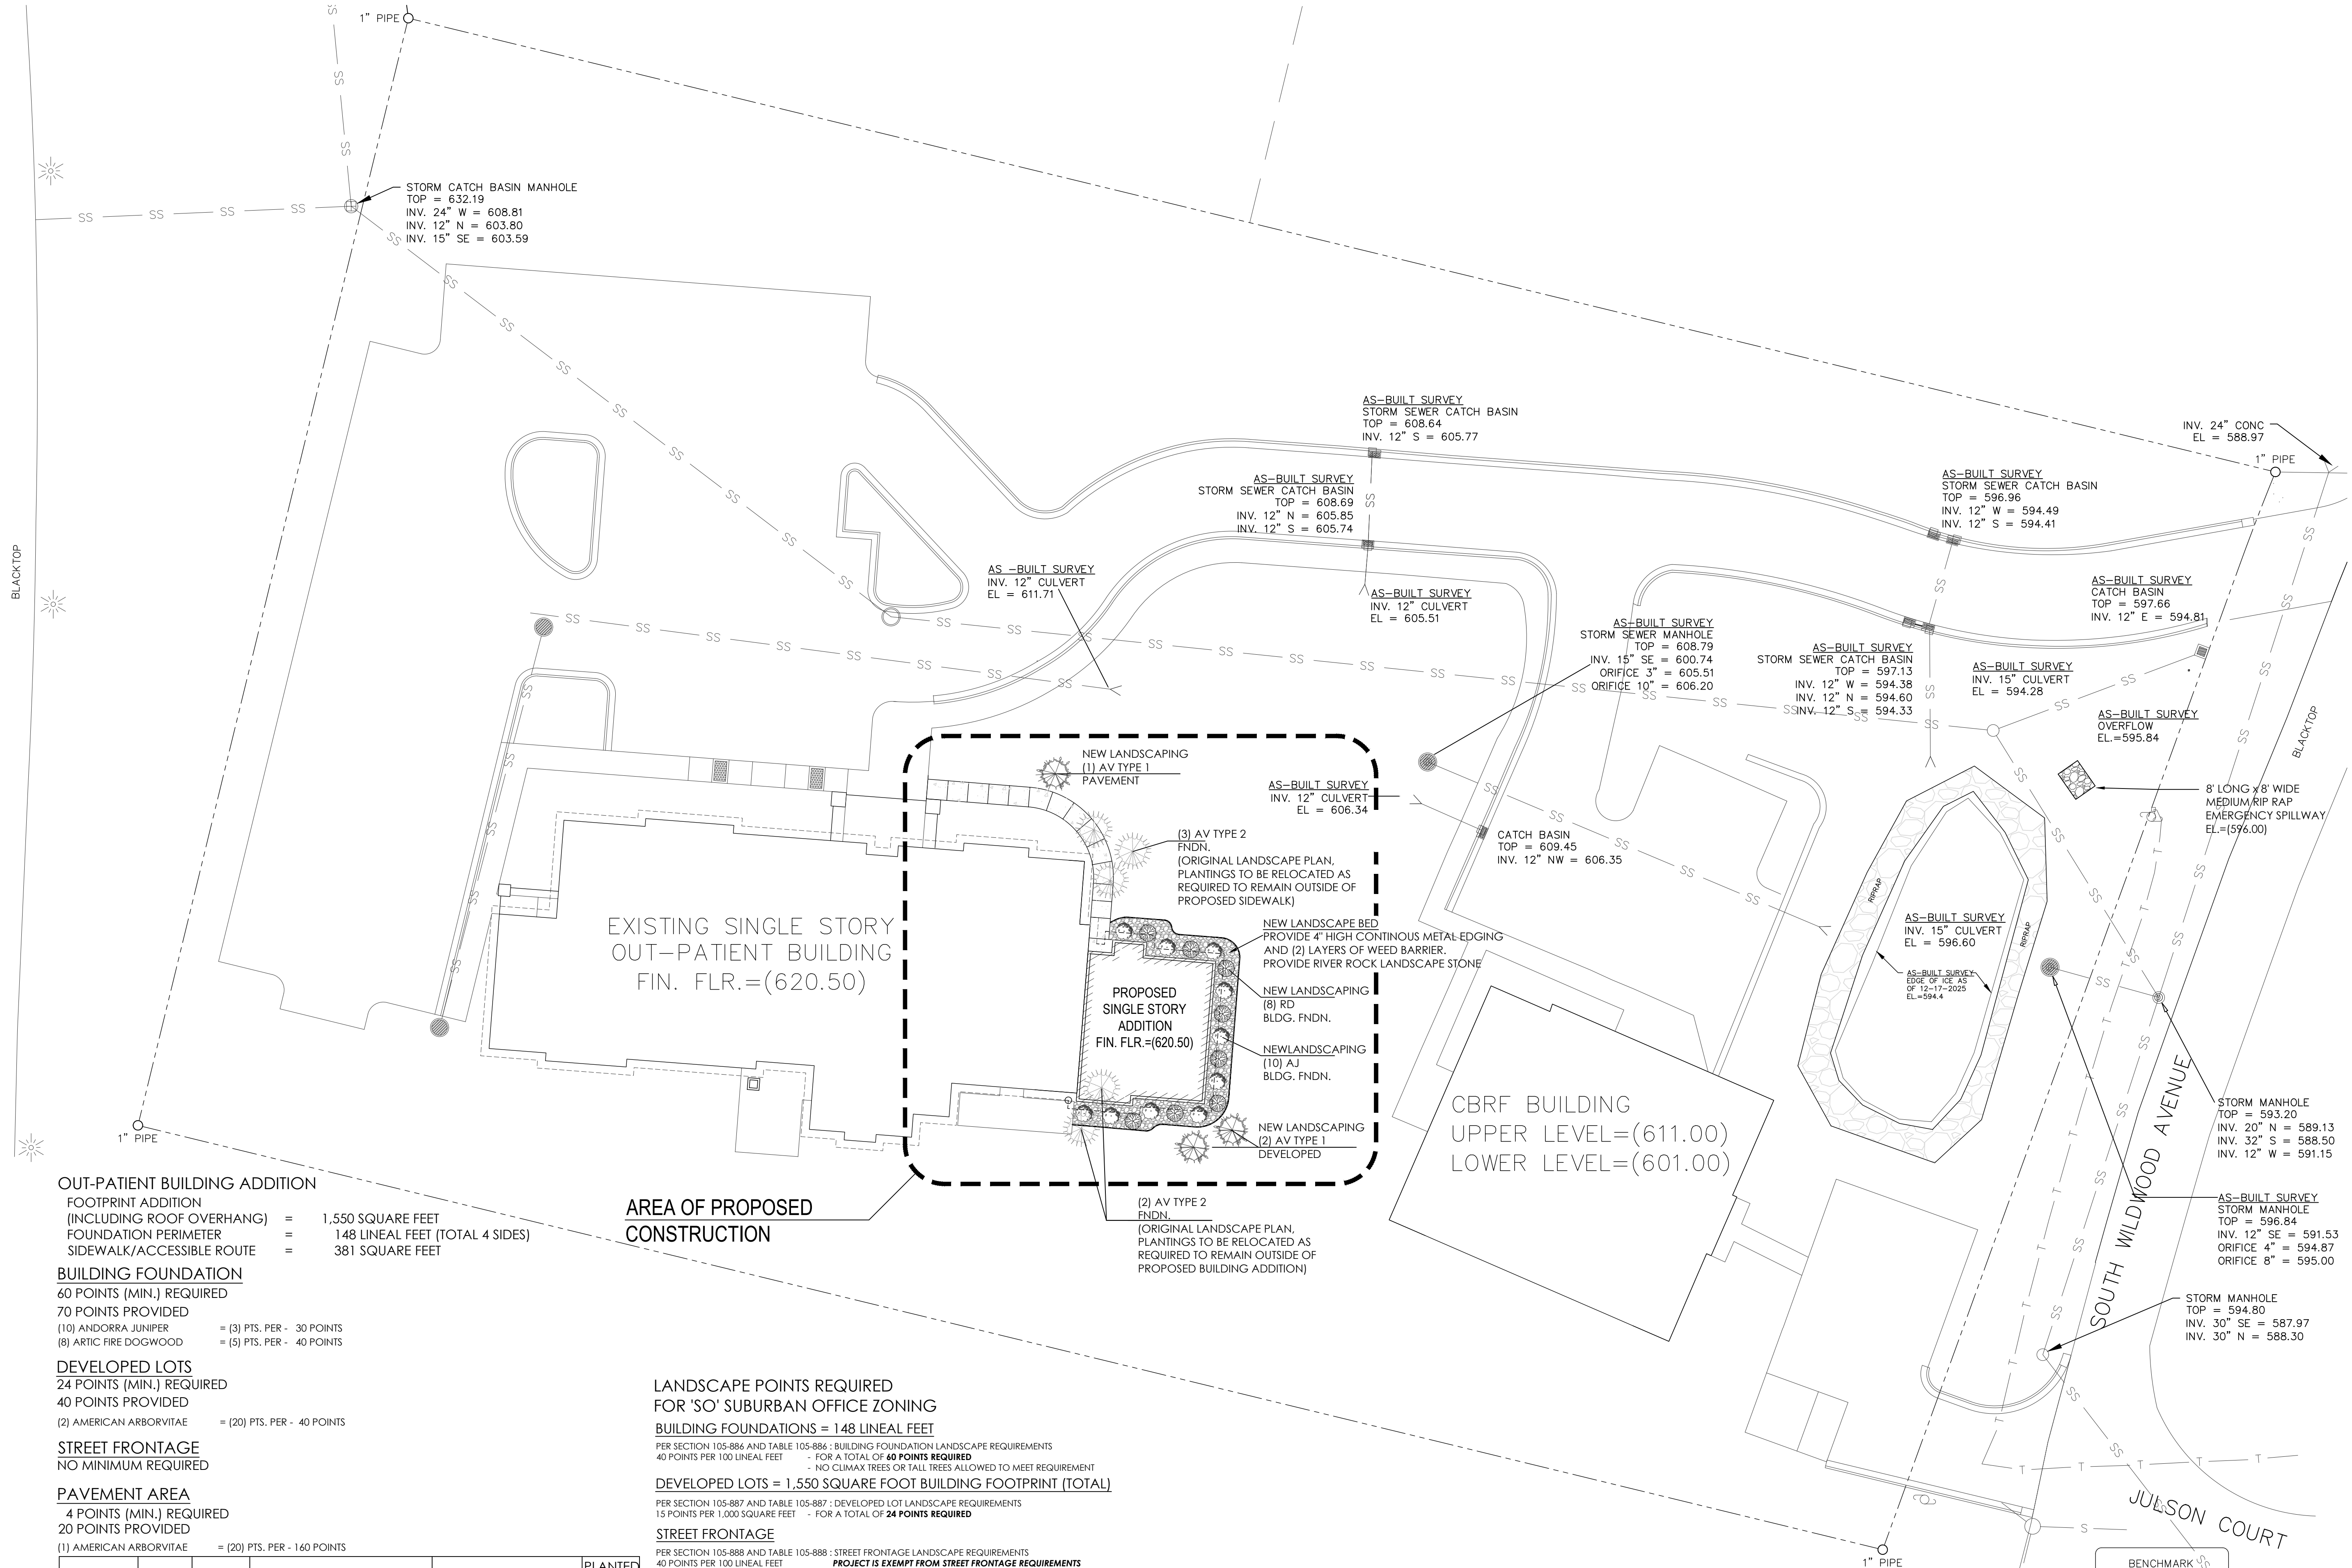 1" PIPE
STORM CATCH BASIN MANHOLE
TOP = 632.19
INV. 24" W = 608.81
INV. 12" N = 603.80
INV. 15" SE = 603.59
BLACKTOP
AS-BUILT SURVEY
STORM SEWER CATCH BASIN
TOP = 608.64
INV. 12" S = 605.77
AS-BUILT SURVEY
STORM SEWER CATCH BASIN
TOP = 608.69
INV. 12" N = 605.85
INV. 12" S = 605.74
AS -BUILT SURVEY
INV. 12" CULVERT
EL = 611.71
AS-BUILT SURVEY
INV. 12" CULVERT
EL = 605.51
INV. 24" CONC
EL = 588.97
1" PIPE
AS-BUILT SURVEY
STORM SEWER CATCH BASIN
TOP = 596.96
INV. 12" W = 594.49
INV. 12" S = 594.41
AS-BUILT SURVEY
CATCH BASIN
TOP = 597.66
INV. 12" E = 594.81
AS-BUILT SURVEY
STORM SEWER MANHOLE
TOP = 608.79
INV. 15" SE = 600.74
ORIFICE 3" = 605.51
ORIFICE 10" = 606.20
AS-BUILT SURVEY
STORM SEWER CATCH BASIN
TOP = 597.13
INV. 12" W = 594.38
INV. 12" N = 594.60
INV. 12" S = 594.33
AS-BUILT SURVEY
INV. 15" CULVERT
EL = 594.28
AS-BUILT SURVEY
OVERFLOW
EL.=595.84
BLACKTOP
8' LONG x 8' WIDE
MEDIUM RIP RAP
EMERGENCY SPILLWAY
EL.=(596.00)
NEW LANDSCAPING
(1) AV TYPE 1
PAVEMENT
AS-BUILT SURVEY
INV. 12" CULVERT
EL = 606.34
(3) AV TYPE 2
FNDN.
(ORIGINAL LANDSCAPE PLAN,
PLANTINGS TO BE RELOCATED AS
REQUIRED TO REMAIN OUTSIDE OF
PROPOSED SIDEWALK)
CATCH BASIN
TOP = 609.45
INV. 12" NW = 606.35
EXISTING SINGLE STORY
OUT-PATIENT BUILDING
FIN. FLR.=(620.50)
NEW LANDSCAPE BED
PROVIDE 4" HIGH CONTINOUS METAL EDGING
AND (2) LAYERS OF WEED BARRIER.
PROVIDE RIVER ROCK LANDSCAPE STONE
NEW LANDSCAPING
(8) RD
BLDG. FNDN.
PROPOSED
SINGLE STORY
ADDITION
FIN. FLR.=(620.50)
NEWLANDSCAPING
(10) AJ
BLDG. FNDN.
RIPRAP
RIPRAP
AS-BUILT SURVEY
INV. 15" CULVERT
EL = 596.60
AS-BUILT SURVEY
EDGE OF ICE AS
OF 12-17-2025
EL.=594.4
CBRF BUILDING
UPPER LEVEL=(611.00)
LOWER LEVEL=(601.00)
NEW LANDSCAPING
(2) AV TYPE 1
DEVELOPED
1" PIPE
SOUTH WILDWOOD AVENUE
STORM MANHOLE
TOP = 593.20
INV. 20" N = 589.13
INV. 32" S = 588.50
INV. 12" W = 591.15
AS-BUILT SURVEY
STORM MANHOLE
TOP = 596.84
INV. 12" SE = 591.53
ORIFICE 4" = 594.87
ORIFICE 8" = 595.00
STORM MANHOLE
TOP = 594.80
INV. 30" SE = 587.97
INV. 30" N = 588.30
AREA OF PROPOSED
CONSTRUCTION
(2) AV TYPE 2
FNDN.
(ORIGINAL LANDSCAPE PLAN,
PLANTINGS TO BE RELOCATED AS
REQUIRED TO REMAIN OUTSIDE OF
PROPOSED BUILDING ADDITION)
OUT-PATIENT BUILDING ADDITION
FOOTPRINT ADDITION
(INCLUDING ROOF OVERHANG) = 1,550 SQUARE FEET
FOUNDATION PERIMETER = 148 LINEAL FEET (TOTAL 4 SIDES)
SIDEWALK/ACCESSIBLE ROUTE = 381 SQUARE FEET
BUILDING FOUNDATION
60 POINTS (MIN.) REQUIRED
70 POINTS PROVIDED
(10) ANDORRA JUNIPER = (3) PTS. PER - 30 POINTS
(8) ARTIC FIRE DOGWOOD = (5) PTS. PER - 40 POINTS
DEVELOPED LOTS
24 POINTS (MIN.) REQUIRED
40 POINTS PROVIDED
(2) AMERICAN ARBORVITAE = (20) PTS. PER - 40 POINTS
STREET FRONTAGE
NO MINIMUM REQUIRED
PAVEMENT AREA
4 POINTS (MIN.) REQUIRED
20 POINTS PROVIDED
(1) AMERICAN ARBORVITAE = (20) PTS. PER - 160 POINTS
PLANTED
LANDSCAPE POINTS REQUIRED
FOR 'SO' SUBURBAN OFFICE ZONING
BUILDING FOUNDATIONS = 148 LINEAL FEET
PER SECTION 105-886 AND TABLE 105-886 : BUILDING FOUNDATION LANDSCAPE REQUIREMENTS
40 POINTS PER 100 LINEAL FEET - FOR A TOTAL OF 60 POINTS REQUIRED
- NO CLIMAX TREES OR TALL TREES ALLOWED TO MEET REQUIREMENT
DEVELOPED LOTS = 1,550 SQUARE FOOT BUILDING FOOTPRINT (TOTAL)
PER SECTION 105-887 AND TABLE 105-887 : DEVELOPED LOT LANDSCAPE REQUIREMENTS
15 POINTS PER 1,000 SQUARE FEET - FOR A TOTAL OF 24 POINTS REQUIRED
STREET FRONTAGE
PER SECTION 105-888 AND TABLE 105-888 : STREET FRONTAGE LANDSCAPE REQUIREMENTS
40 POINTS PER 100 LINEAL FEET PROJECT IS EXEMPT FROM STREET FRONTAGE REQUIREMENTS
JULSON COURT
1" PIPE
BENCHMARK